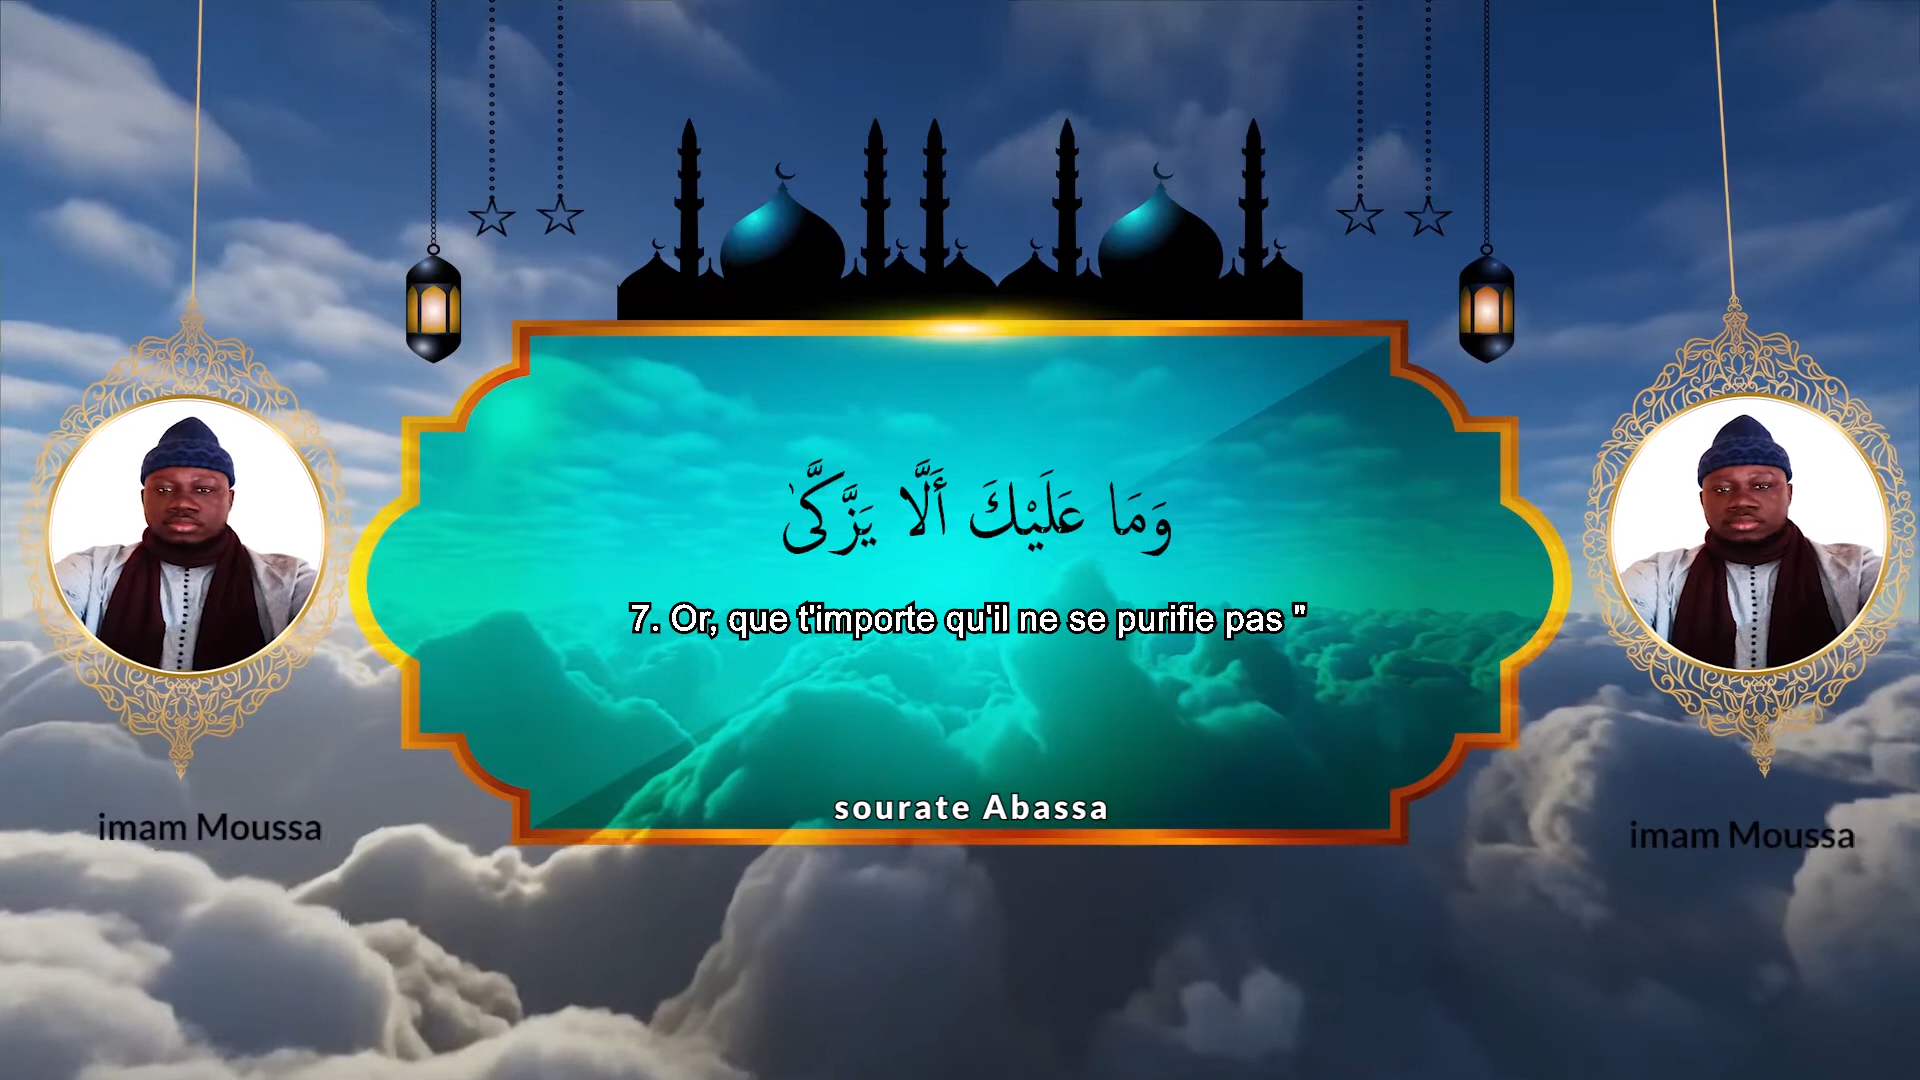 وَمَا عَلَيْكَ أَلَّا يَزَّكَّىٰ
7. Or, que t'importe qu'il ne se purifie pas "
sourate Abassa
imam Moussa
imam Moussa